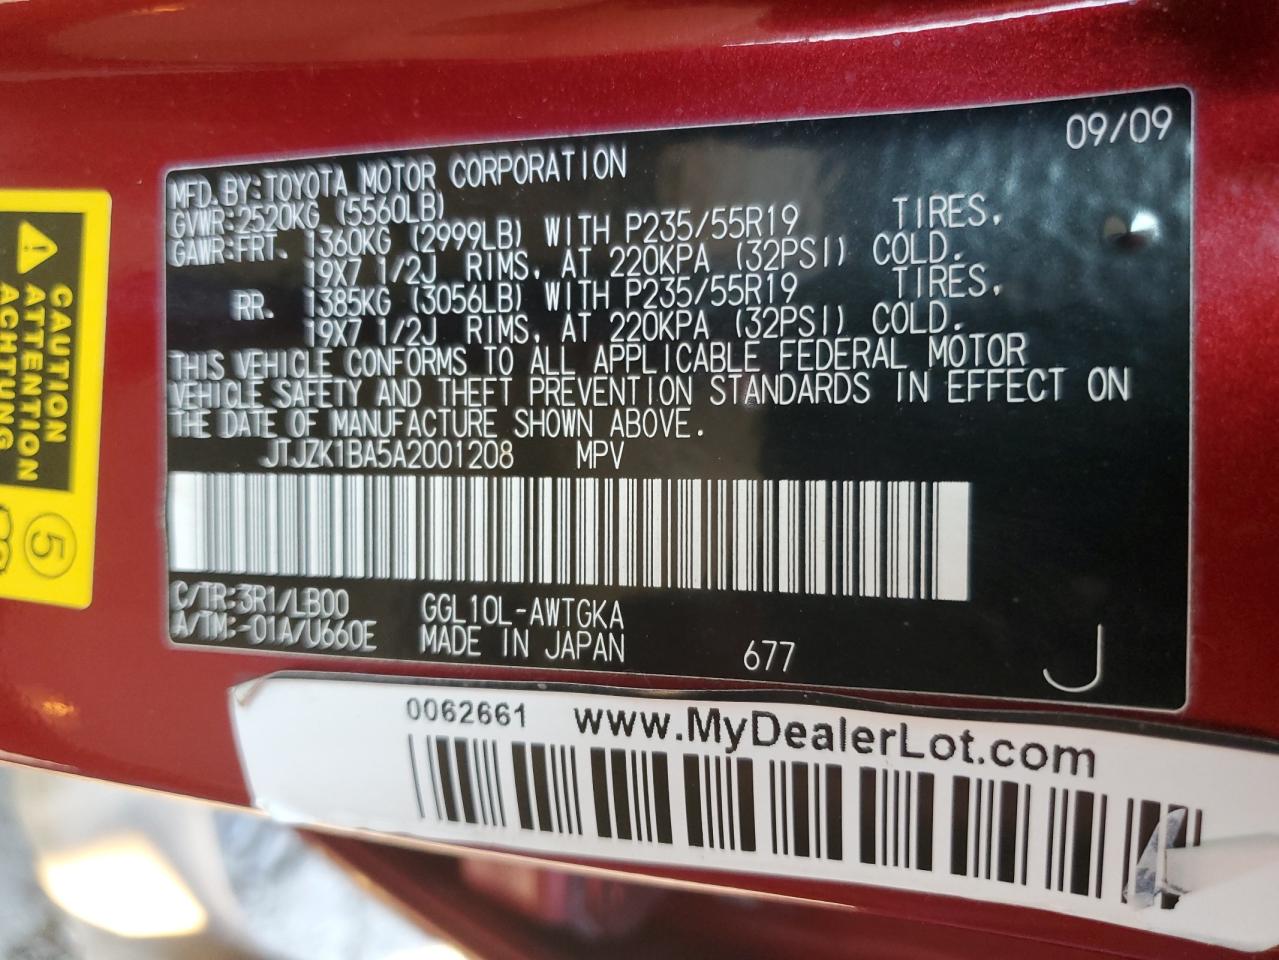 09/09
MFD.BY:TOYOTA MOTOR CORPORATION
GVWR:2520KG (5560LB)
GAWR:FRT. 1360KG (2999LB) WITH P235/55R19 TIRES,
19X7 1/2J RIMS, AT 220KPA (32PSI) COLD.
RR. 1385KG (3056LB) WITH P235/55R19 TIRES,
19X7 1/2J RIMS, AT 220KPA (32PSI) COLD.
THIS VEHICLE CONFORMS TO ALL APPLICABLE FEDERAL MOTOR
VEHICLE SAFETY AND THEFT PREVENTION STANDARDS IN EFFECT ON
THE DATE OF MANUFACTURE SHOWN ABOVE.
JTJZK1BA5A2001208 MPV
C/TR:3R1/LB00 GGL10L-AWTGKA
A/TM:-01A/U660E MADE IN JAPAN
677
J
0062661 www.MyDealerLot.com
CAUTION
ATTENTION
ACHTUNG
5